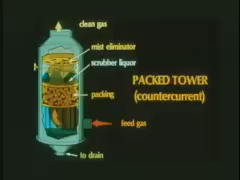 clean gas
mist eliminator
scrubber liquor
PACKED TOWER
(countercurrent)
packing
feed gas
to drain